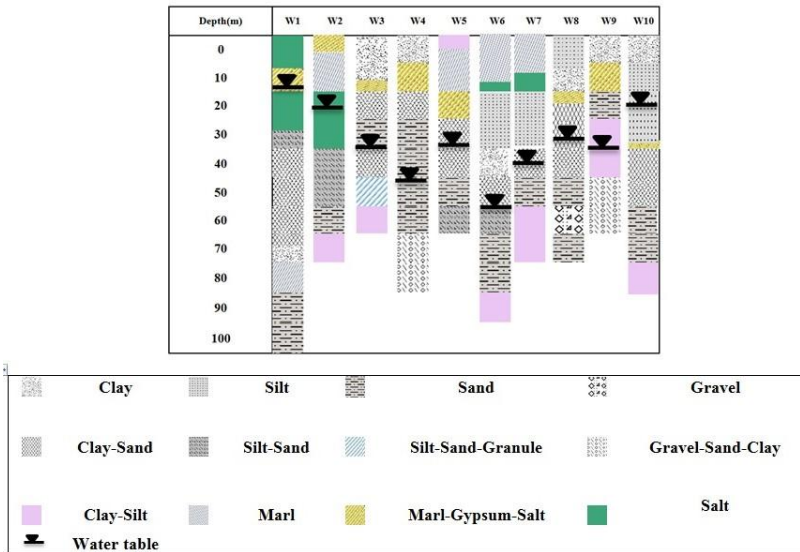 Depth(m) W1 W2 W3 W4 W5 W6 W7 W8 W9 W10
0
10
20
30
40
50
60
70
80
90
100
Clay Silt Sand Gravel
Clay-Sand Silt-Sand Silt-Sand-Granule Gravel-Sand-Clay
Clay-Silt Marl Marl-Gypsum-Salt Salt
Water table